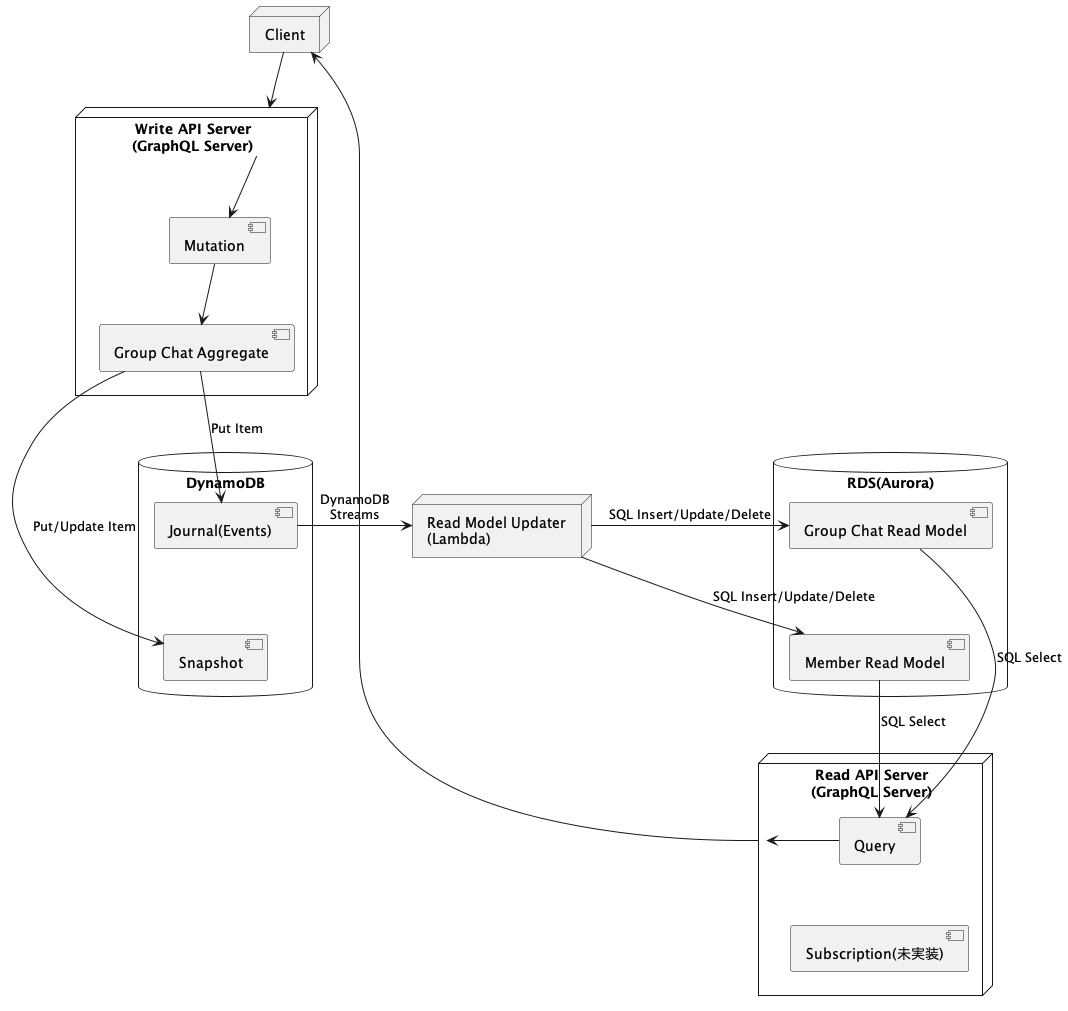 Client
Write API Server
(GraphQL Server)
Mutation
Group Chat Aggregate
Put Item
Put/Update Item
DynamoDB
Journal(Events)
Snapshot
DynamoDB
Streams
Read Model Updater
(Lambda)
SQL Insert/Update/Delete
SQL Insert/Update/Delete
RDS(Aurora)
Group Chat Read Model
Member Read Model
SQL Select
SQL Select
Read API Server
(GraphQL Server)
Query
Subscription(未実装)